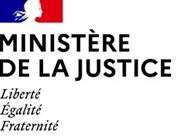 MINISTÈRE
DE LA JUSTICE
Liberté
Égalité
Fraternité